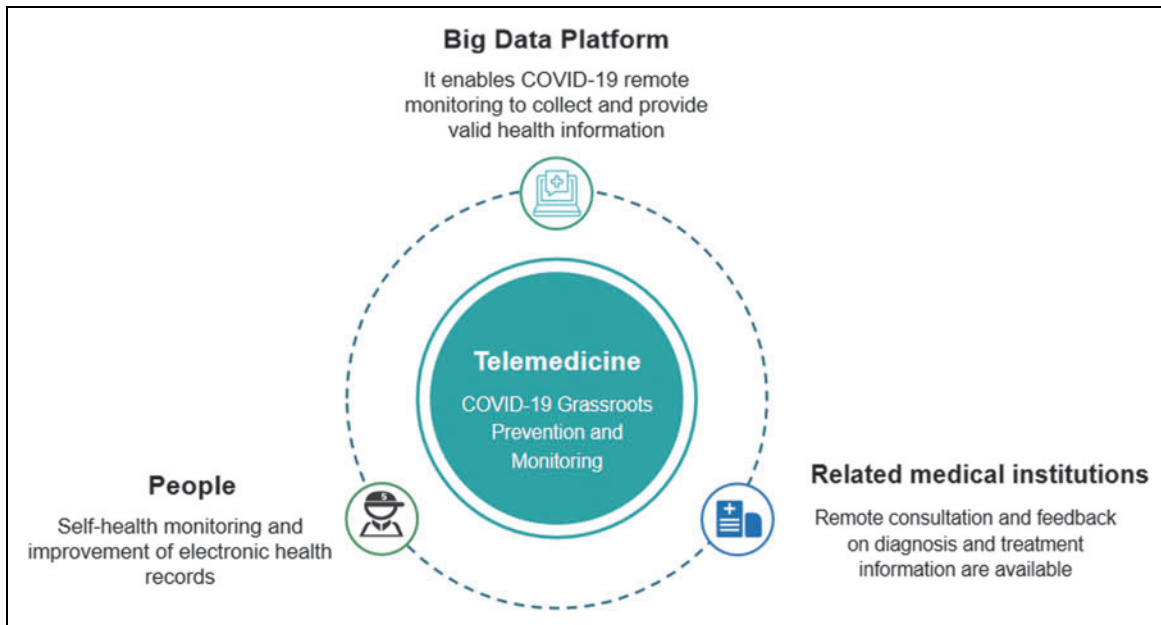 Big Data Platform
It enables COVID-19 remote
monitoring to collect and provide
valid health information
Telemedicine
COVID-19 Grassroots
Prevention and
Monitoring
People
Self-health monitoring and
improvement of electronic health
records
S
Related medical institutions
Remote consultation and feedback
on diagnosis and treatment
information are available